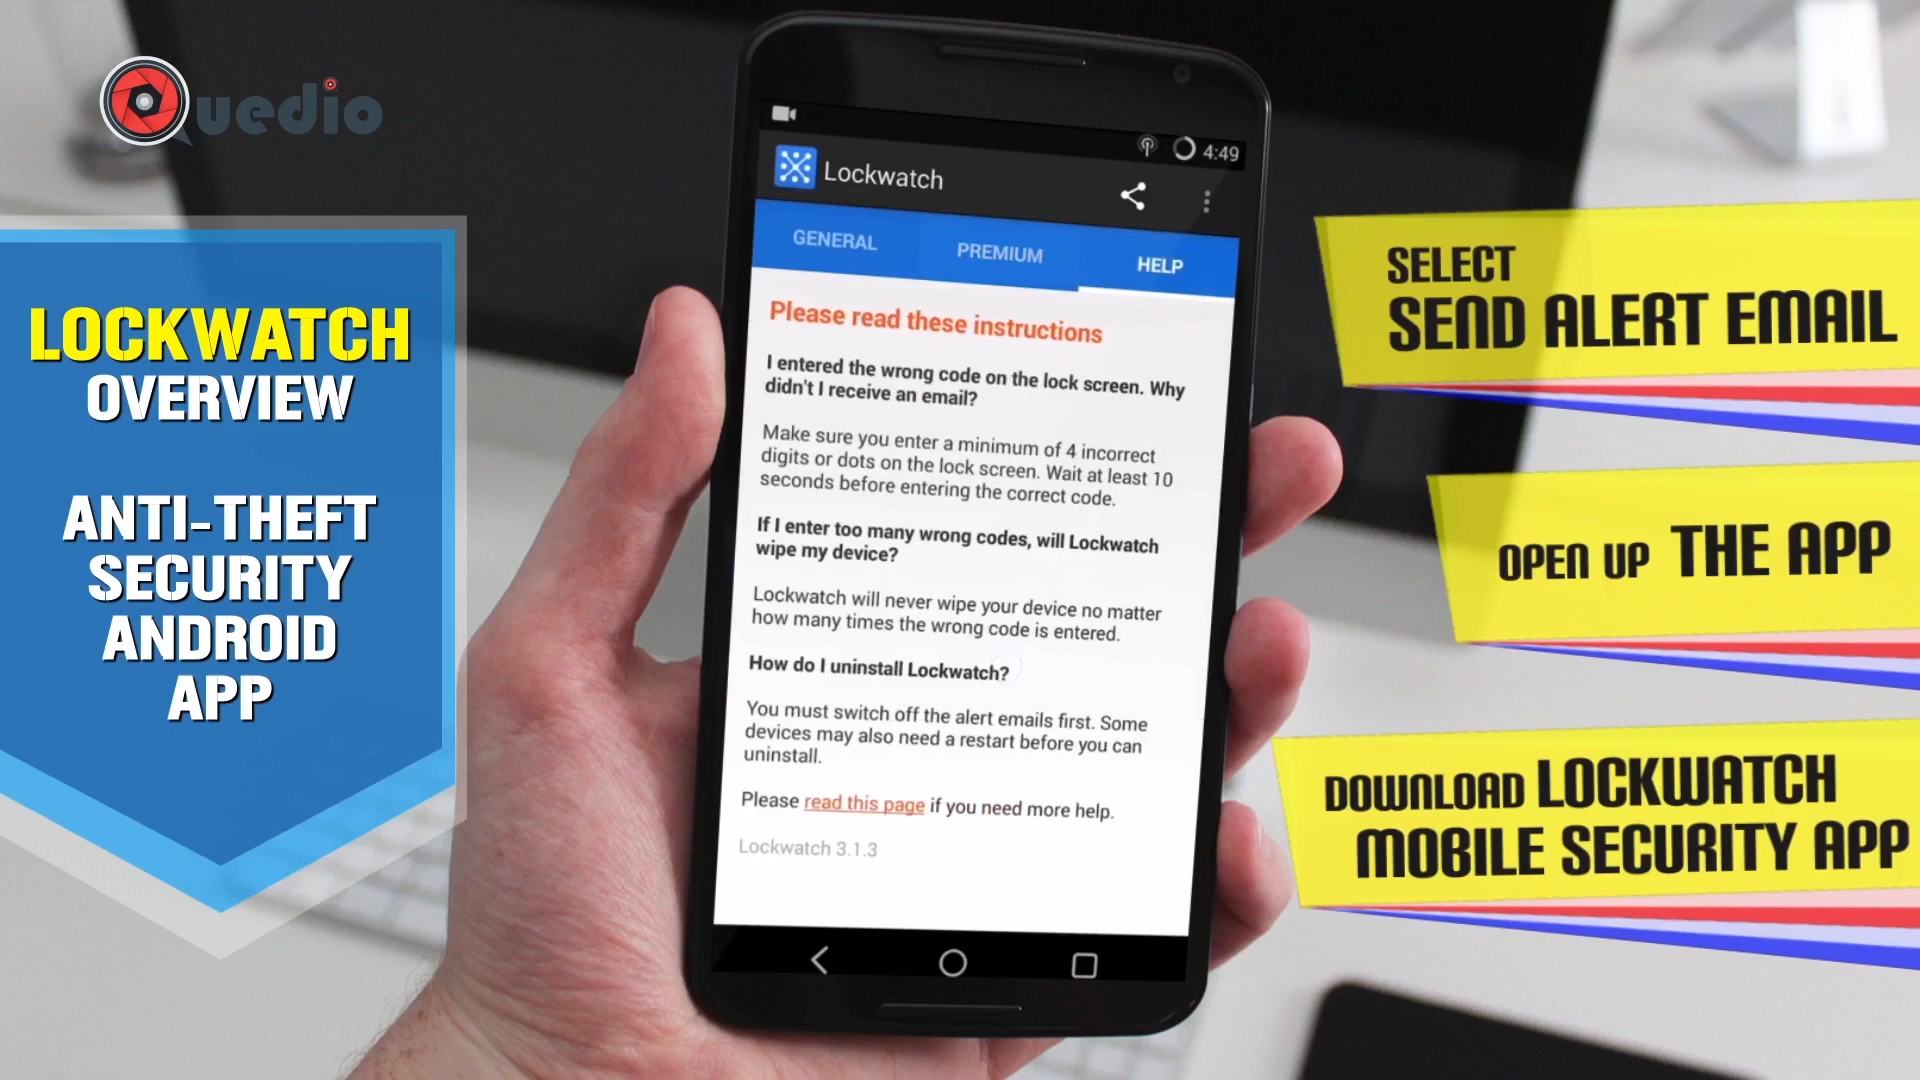 Quedio
LOCKWATCH
OVERVIEW
ANTI-THEFT
SECURITY
ANDROID
APP
4:49
Lockwatch
GENERAL
PREMIUM
HELP
Please read these instructions
I entered the wrong code on the lock screen. Why
didn't I receive an email?
Make sure you enter a minimum of 4 incorrect
digits or dots on the lock screen. Wait at least 10
seconds before entering the correct code.
If I enter too many wrong codes, will Lockwatch
wipe my device?
Lockwatch will never wipe your device no matter
how many times the wrong code is entered.
How do I uninstall Lockwatch?
You must switch off the alert emails first. Some
devices may also need a restart before you can
uninstall.
Please read this page if you need more help.
Lockwatch 3.1.3
SELECT
SEND ALERT EMAIL
OPEN UP THE APP
DOWNLOAD LOCKWATCH
MOBILE SECURITY APP